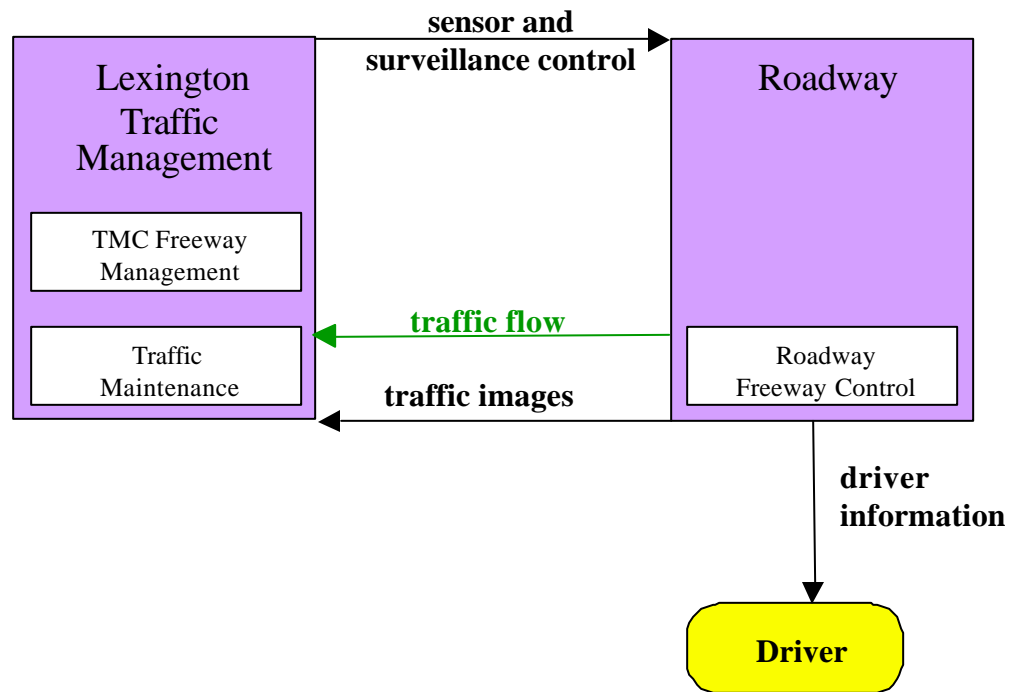 sensor and
surveillance control
Lexington
Traffic
Management
Roadway
TMC Freeway
Management
traffic flow
Traffic
Maintenance
Roadway
Freeway Control
traffic images
driver
information
Driver